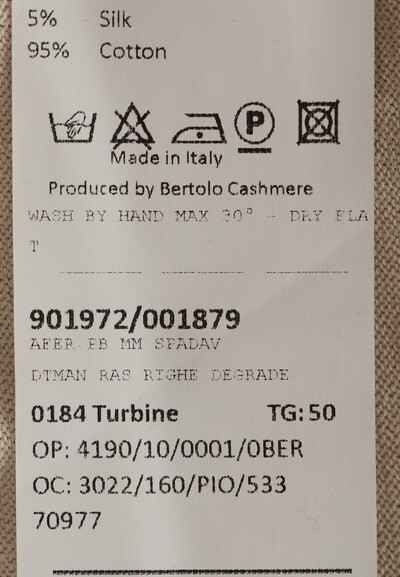 5% Silk
95% Cotton
P
Made in Italy
Produced by Bertolo Cashmere
WASH BY HAND MAX 30° - DRY FLA
T
901972/001879
MM SPADAV
DTMAN RAS RIGHE DEGRADE
0184 Turbine TG: 50
OP: 4190/10/0001/0BER
OC: 3022/160/PIO/533
70977